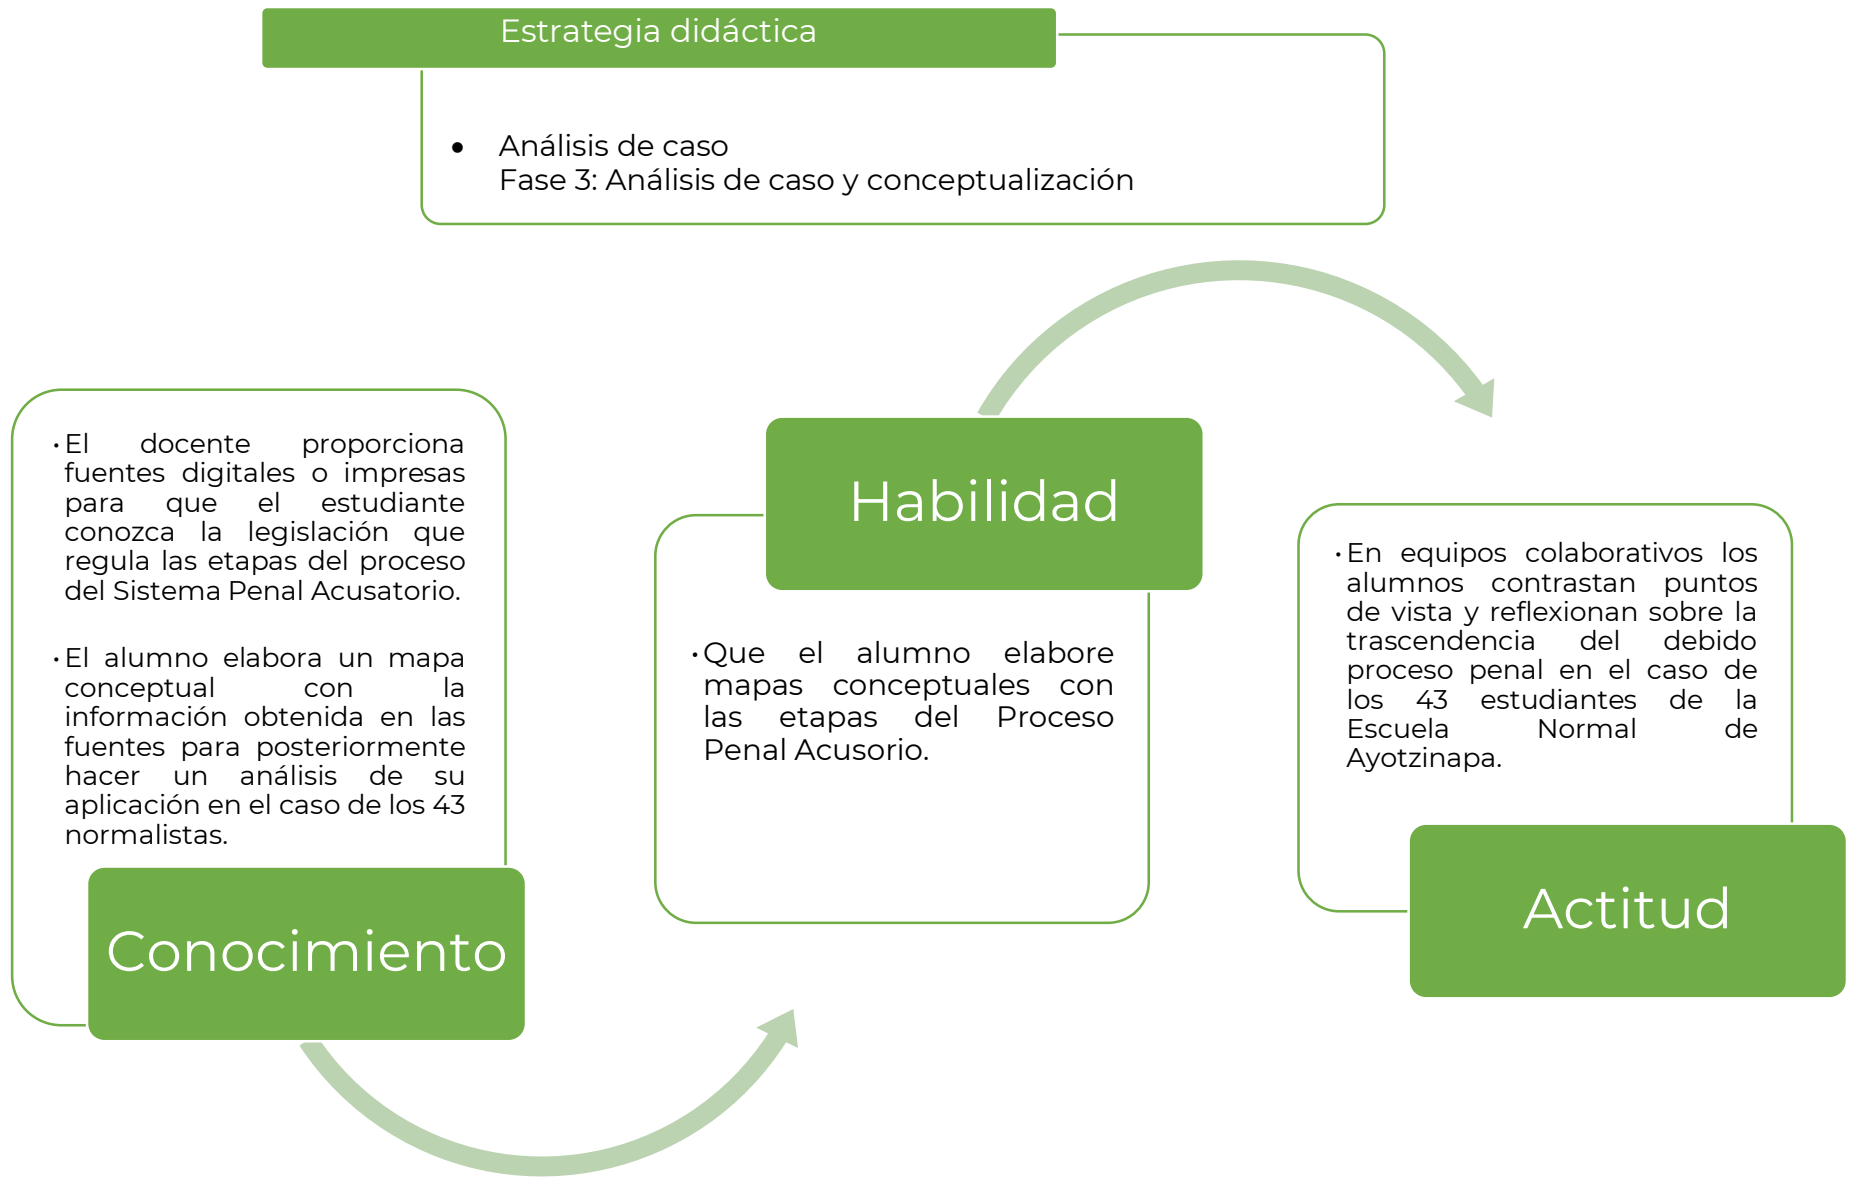 Estrategia didáctica
• Análisis de caso
Fase 3: Análisis de caso y conceptualización
•El docente proporciona
fuentes digitales o impresas
para que el estudiante
conozca la legislación que
regula las etapas del proceso
del Sistema Penal Acusatorio.
•El alumno elabora un mapa
conceptual con la
información obtenida en las
fuentes para posteriormente
hacer un análisis de su
aplicación en el caso de los 43
normalistas.
Conocimiento
Habilidad
•Que el alumno elabore
mapas conceptuales con
las etapas del Proceso
Penal Acusorio.
•En equipos colaborativos los
alumnos contrastan puntos
de vista y reflexionan sobre la
trascendencia del debido
proceso penal en el caso de
los 43 estudiantes de la
Escuela Normal de
Ayotzinapa.
Actitud